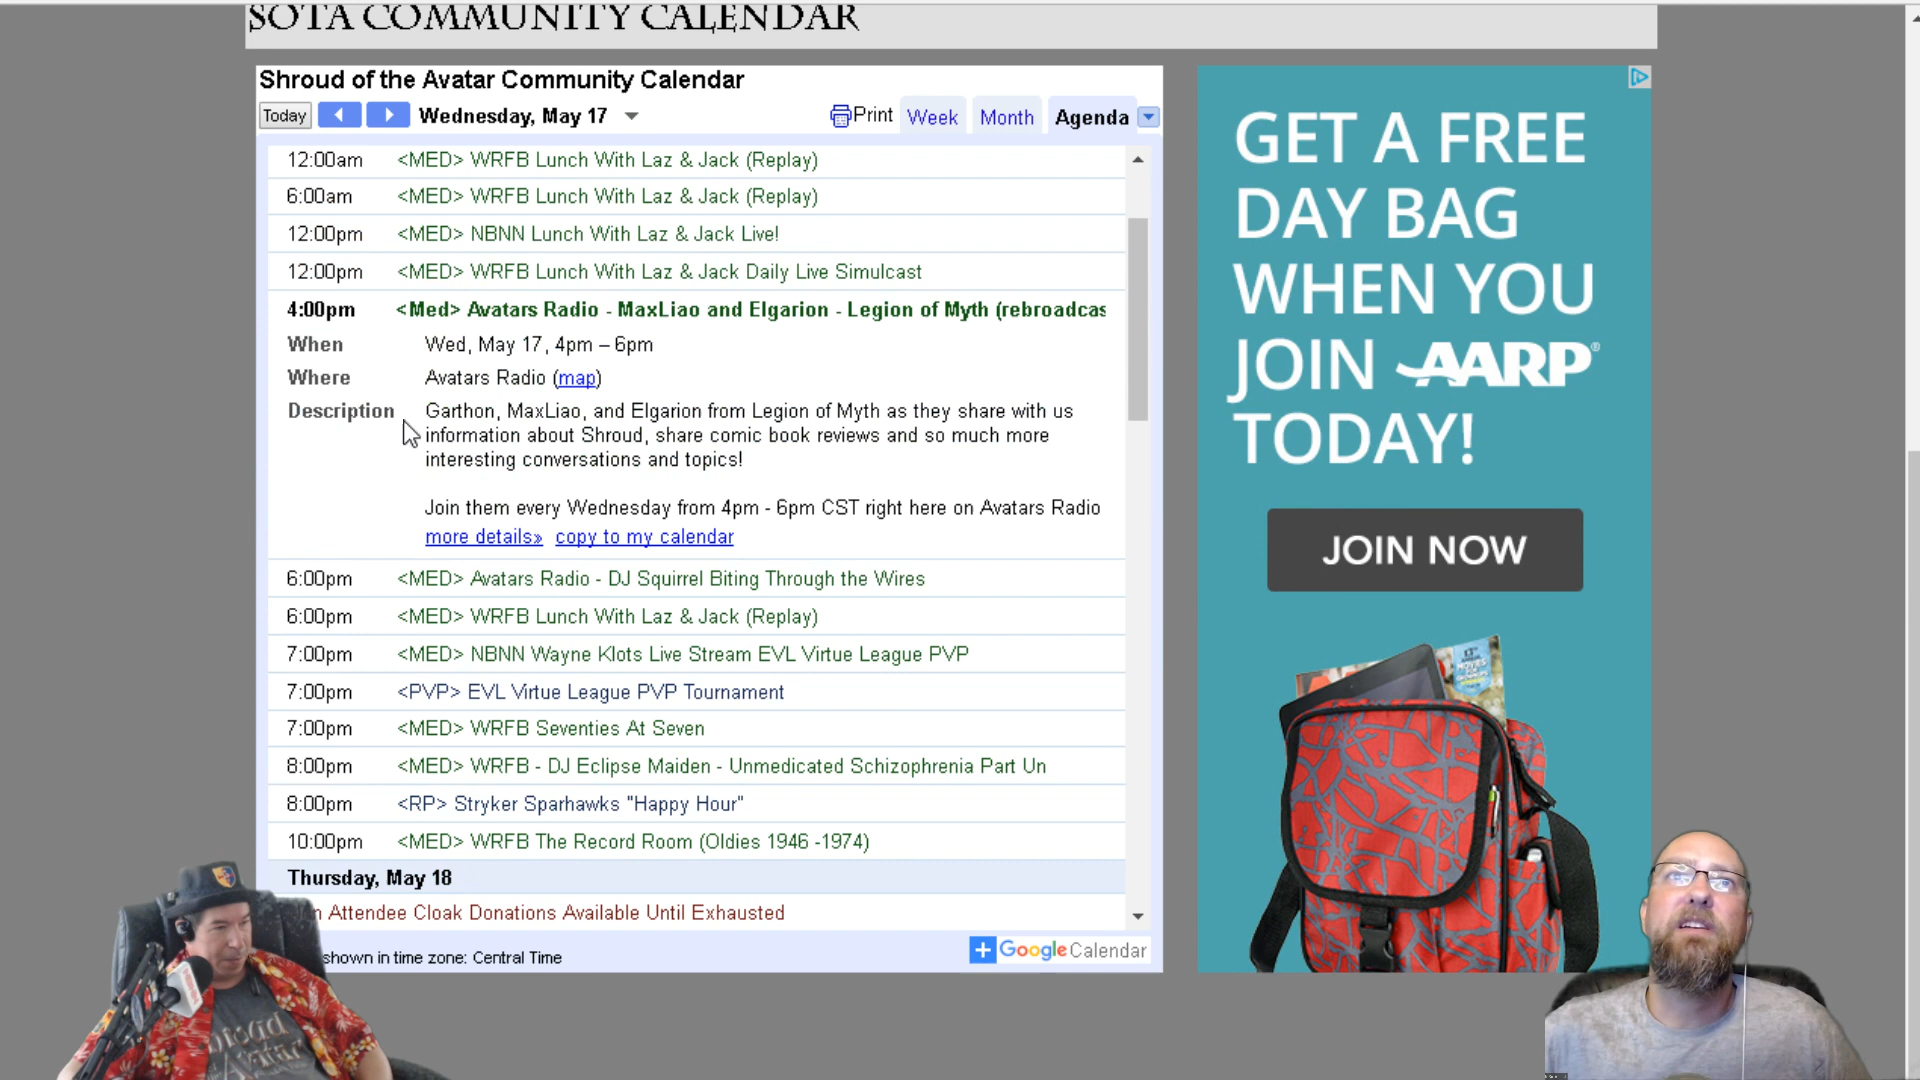 SOTA COMMUNITY CALENDAR
Shroud of the Avatar Community Calendar
Today Wednesday, May 17 Print Week Month Agenda
12:00am <MED> WRFB Lunch With Laz & Jack (Replay)
6:00am <MED> WRFB Lunch With Laz & Jack (Replay)
12:00pm <MED> NBNN Lunch With Laz & Jack Live!
12:00pm <MED> WRFB Lunch With Laz & Jack Daily Live Simulcast
4:00pm <Med> Avatars Radio - MaxLiao and Elgarion - Legion of Myth (rebroadcas
When Wed, May 17, 4pm – 6pm
Where Avatars Radio (map)
Description Garthon, MaxLiao, and Elgarion from Legion of Myth as they share with us
information about Shroud, share comic book reviews and so much more
interesting conversations and topics!
Join them every Wednesday from 4pm - 6pm CST right here on Avatars Radio
more details» copy to my calendar
6:00pm <MED> Avatars Radio - DJ Squirrel Biting Through the Wires
6:00pm <MED> WRFB Lunch With Laz & Jack (Replay)
7:00pm <MED> NBNN Wayne Klots Live Stream EVL Virtue League PVP
7:00pm <PVP> EVL Virtue League PVP Tournament
7:00pm <MED> WRFB Seventies At Seven
8:00pm <MED> WRFB - DJ Eclipse Maiden - Unmedicated Schizophrenia Part Un
8:00pm <RP> Stryker Sparhawks "Happy Hour"
10:00pm <MED> WRFB The Record Room (Oldies 1946 -1974)
Thursday, May 18
Attendee Cloak Donations Available Until Exhausted
shown in time zone: Central Time
Google Calendar
GET A FREE
DAY BAG
WHEN YOU
JOIN AARP®
TODAY!
JOIN NOW